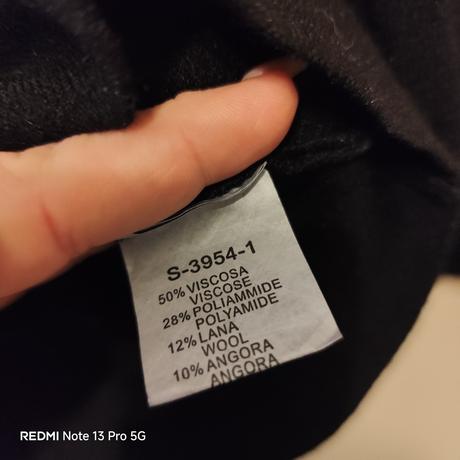 S-3954-1
50% VISCOSA
VISCOSE
28% POLIAMMIDE
POLYAMIDE
12% LANA
WOOL
10% ANGORA
ANGORA
REDMI Note 13 Pro 5G